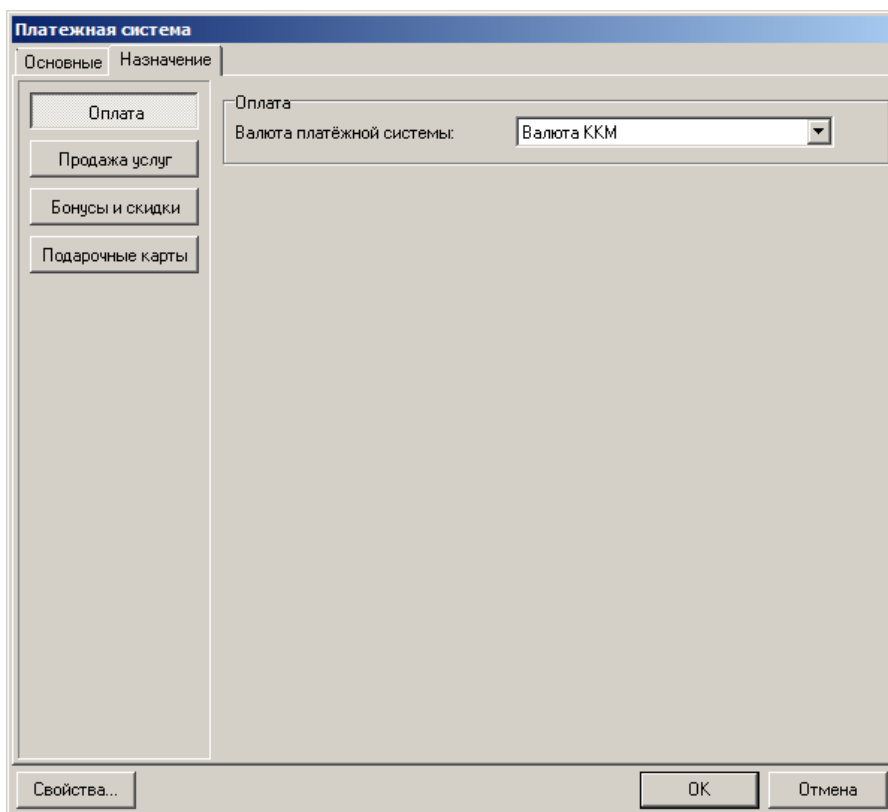 Платежная система
Основные Назначение
Оплата
Продажа услуг
Бонусы и скидки
Подарочные карты
Оплата
Валюта платёжной системы: Валюта ККМ
Свойства... OK Отмена